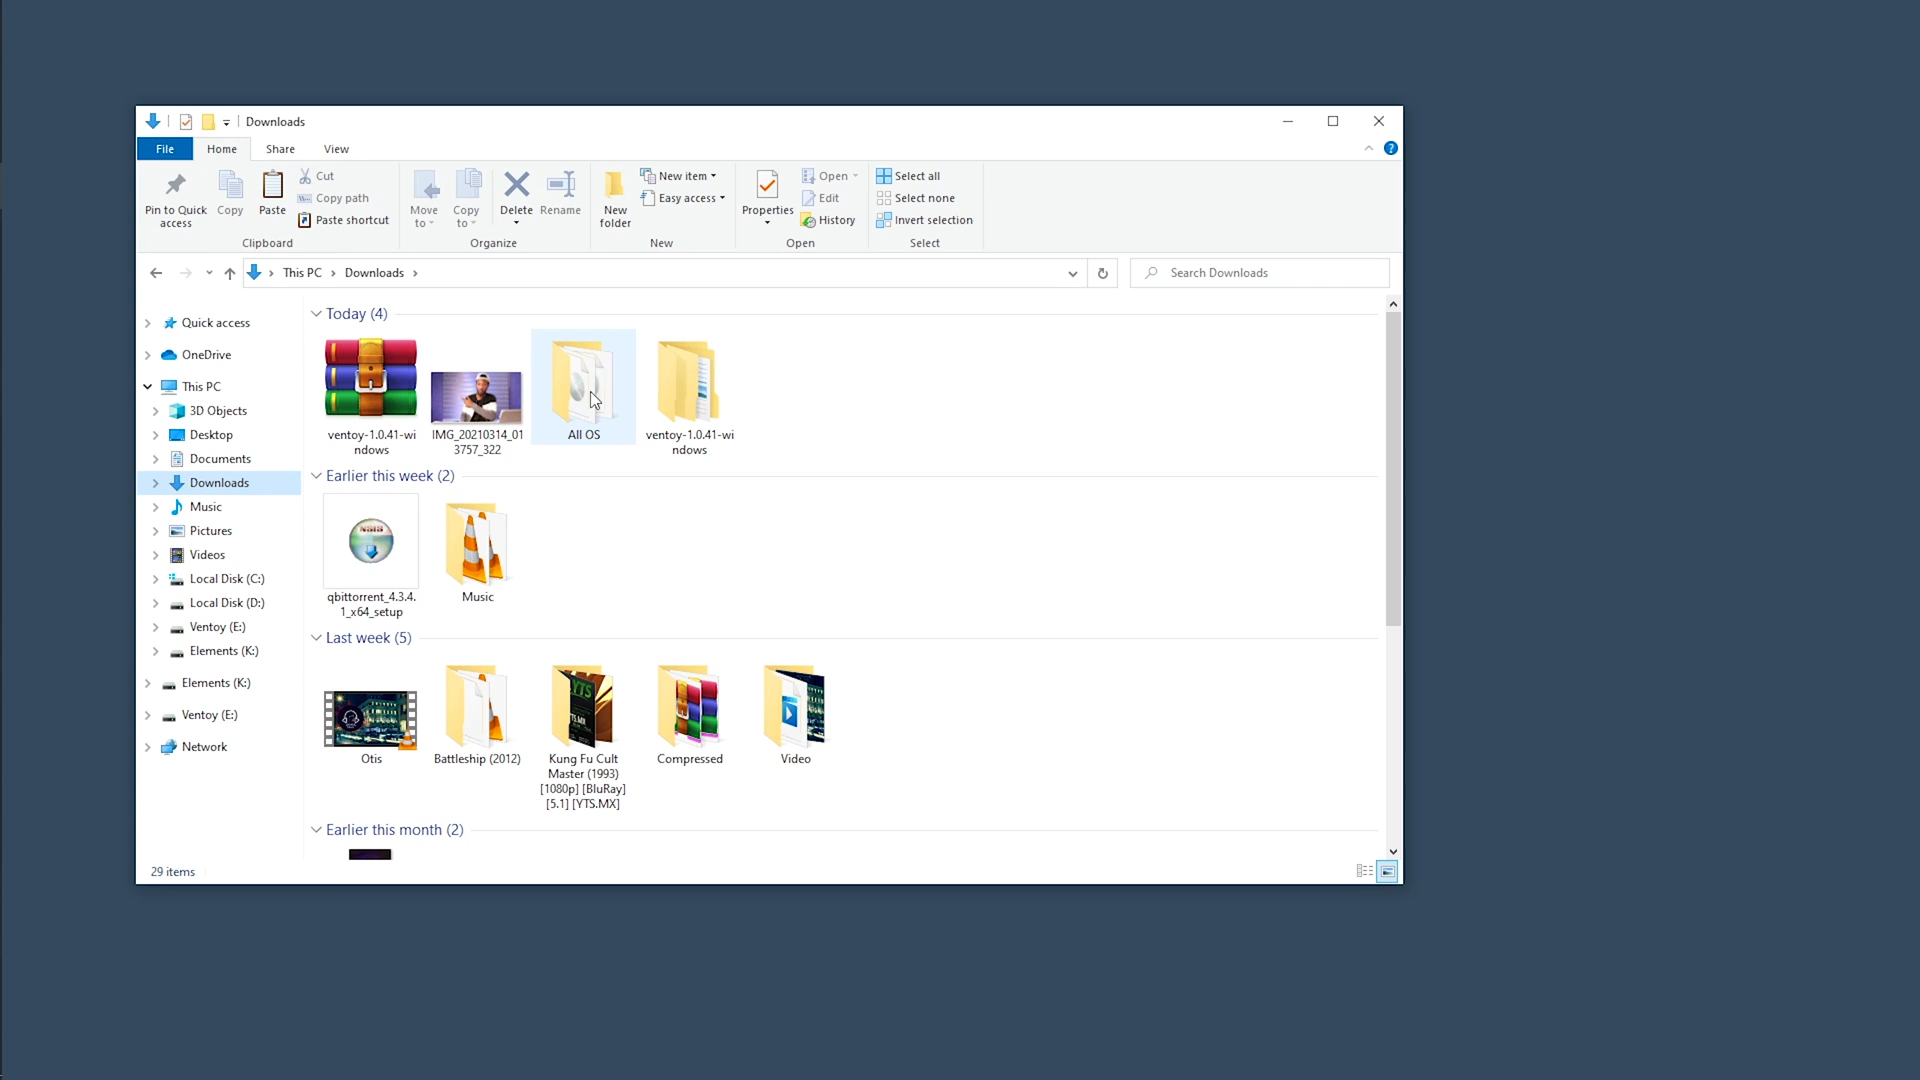 Downloads
File Home Share View
Pin to Quick
access
Copy
Paste
Cut
Copy path
Paste shortcut
Clipboard
Move
to
Copy
to
Delete
Rename
Organize
New
folder
New item
Easy access
New
Properties
Open
Edit
History
Open
Select all
Select none
Invert selection
Select
This PC Downloads
Search Downloads
Quick access
OneDrive
This PC
3D Objects
Desktop
Documents
Downloads
Music
Pictures
Videos
Local Disk (C:)
Local Disk (D:)
Ventoy (E:)
Elements (K:)
Elements (K:)
Ventoy (E:)
Network
Today (4)
ventoy-1.0.41-wi
ndows
IMG_20210314_01
3757_322
All OS
ventoy-1.0.41-wi
ndows
Earlier this week (2)
NSIS
qbittorrent_4.3.4.
1_x64_setup
Music
Last week (5)
Otis
Battleship (2012)
YTS
YTS.MX
Kung Fu Cult
Master (1993)
[1080p] [BluRay]
[5.1] [YTS.MX]
Compressed
Video
Earlier this month (2)
29 items